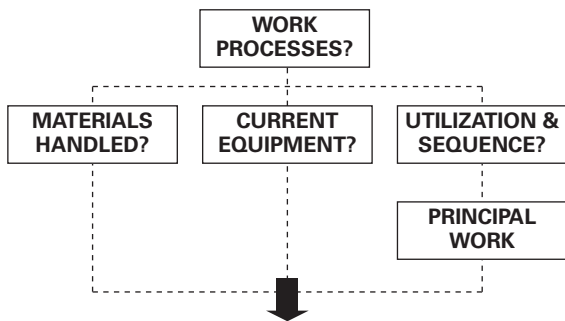 WORK
PROCESSES?
MATERIALS
HANDLED?
CURRENT
EQUIPMENT?
UTILIZATION &
SEQUENCE?
PRINCIPAL
WORK